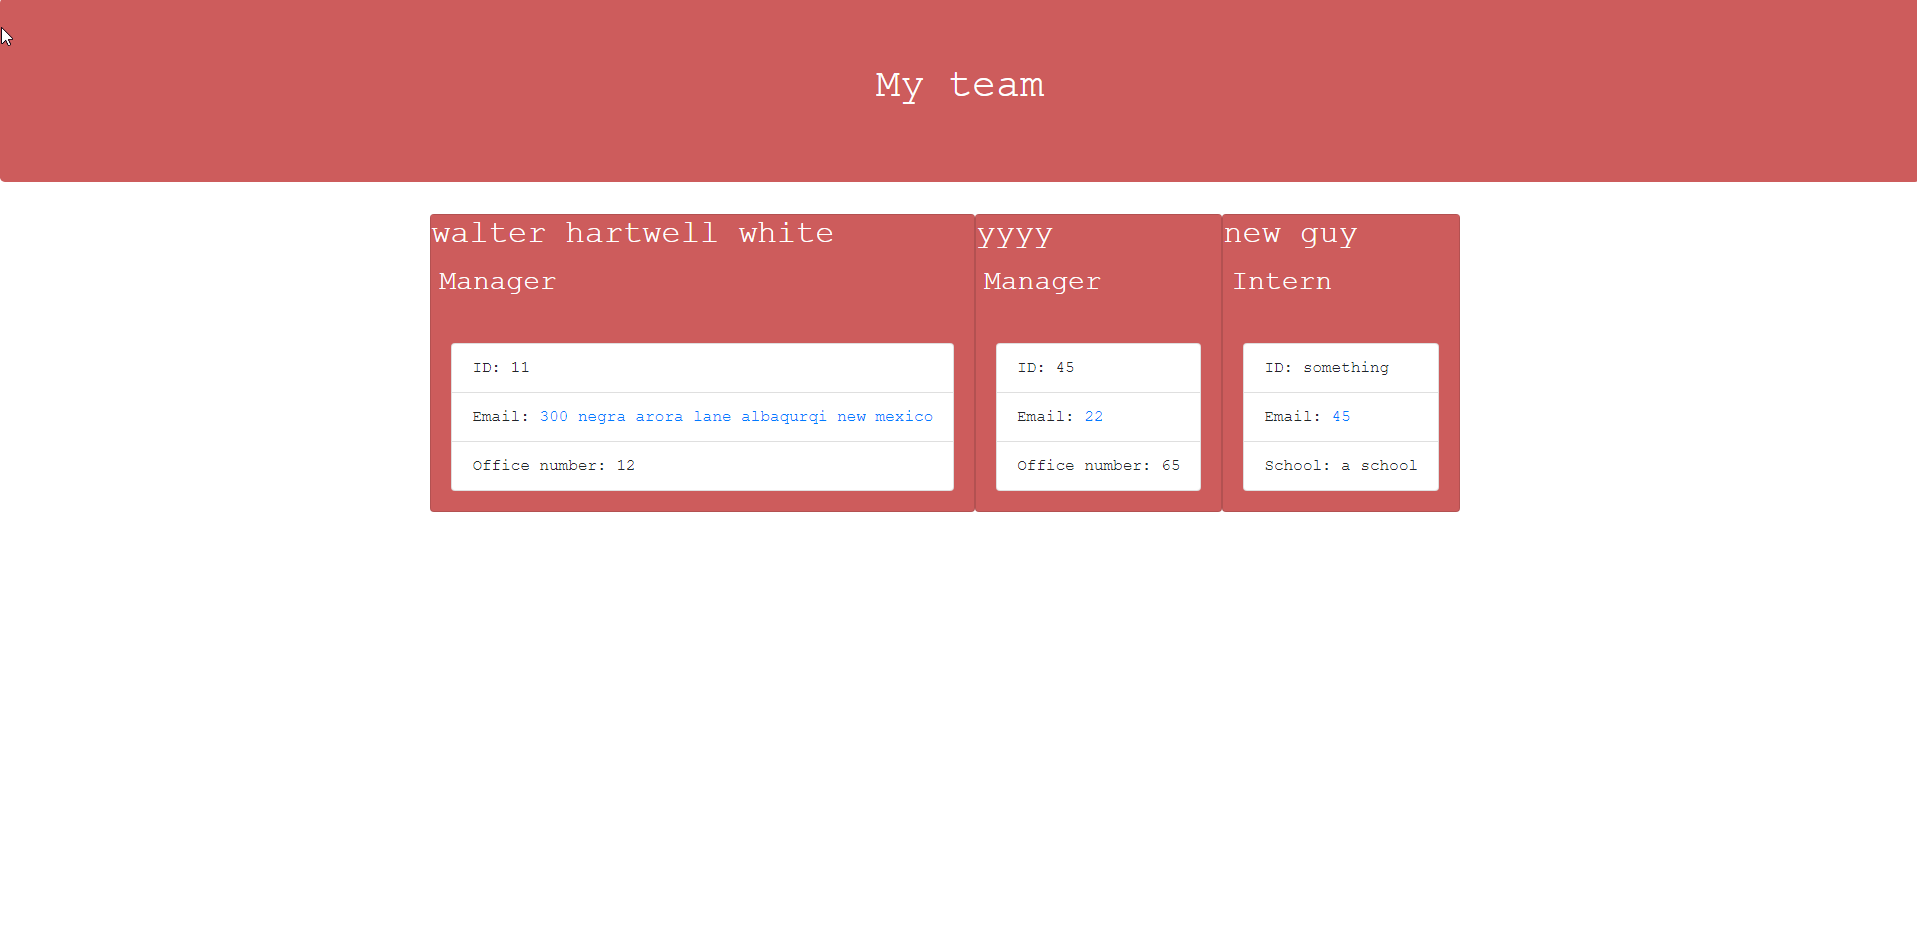 My team
walter hartwell white
Manager
ID: 11
Email: 300 negra arora lane albaqurqi new mexico
Office number: 12
yyyy
Manager
ID: 45
Email: 22
Office number: 65
new guy
Intern
ID: something
Email: 45
School: a school